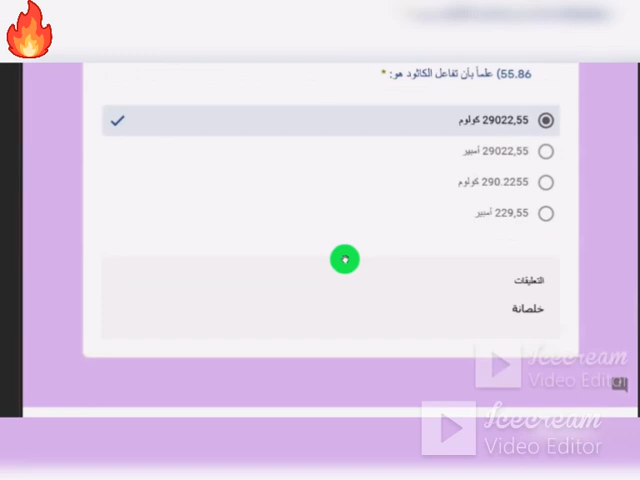 55.86) علماً بأن تفاعل الكاثود هو: *
29022,55 كولوم
29022,55 أمبير
290.2255 كولوم
229,55 أمبير
التعليقات
خلصانة
Icecream
Video Edit
Icecream
Video Editor